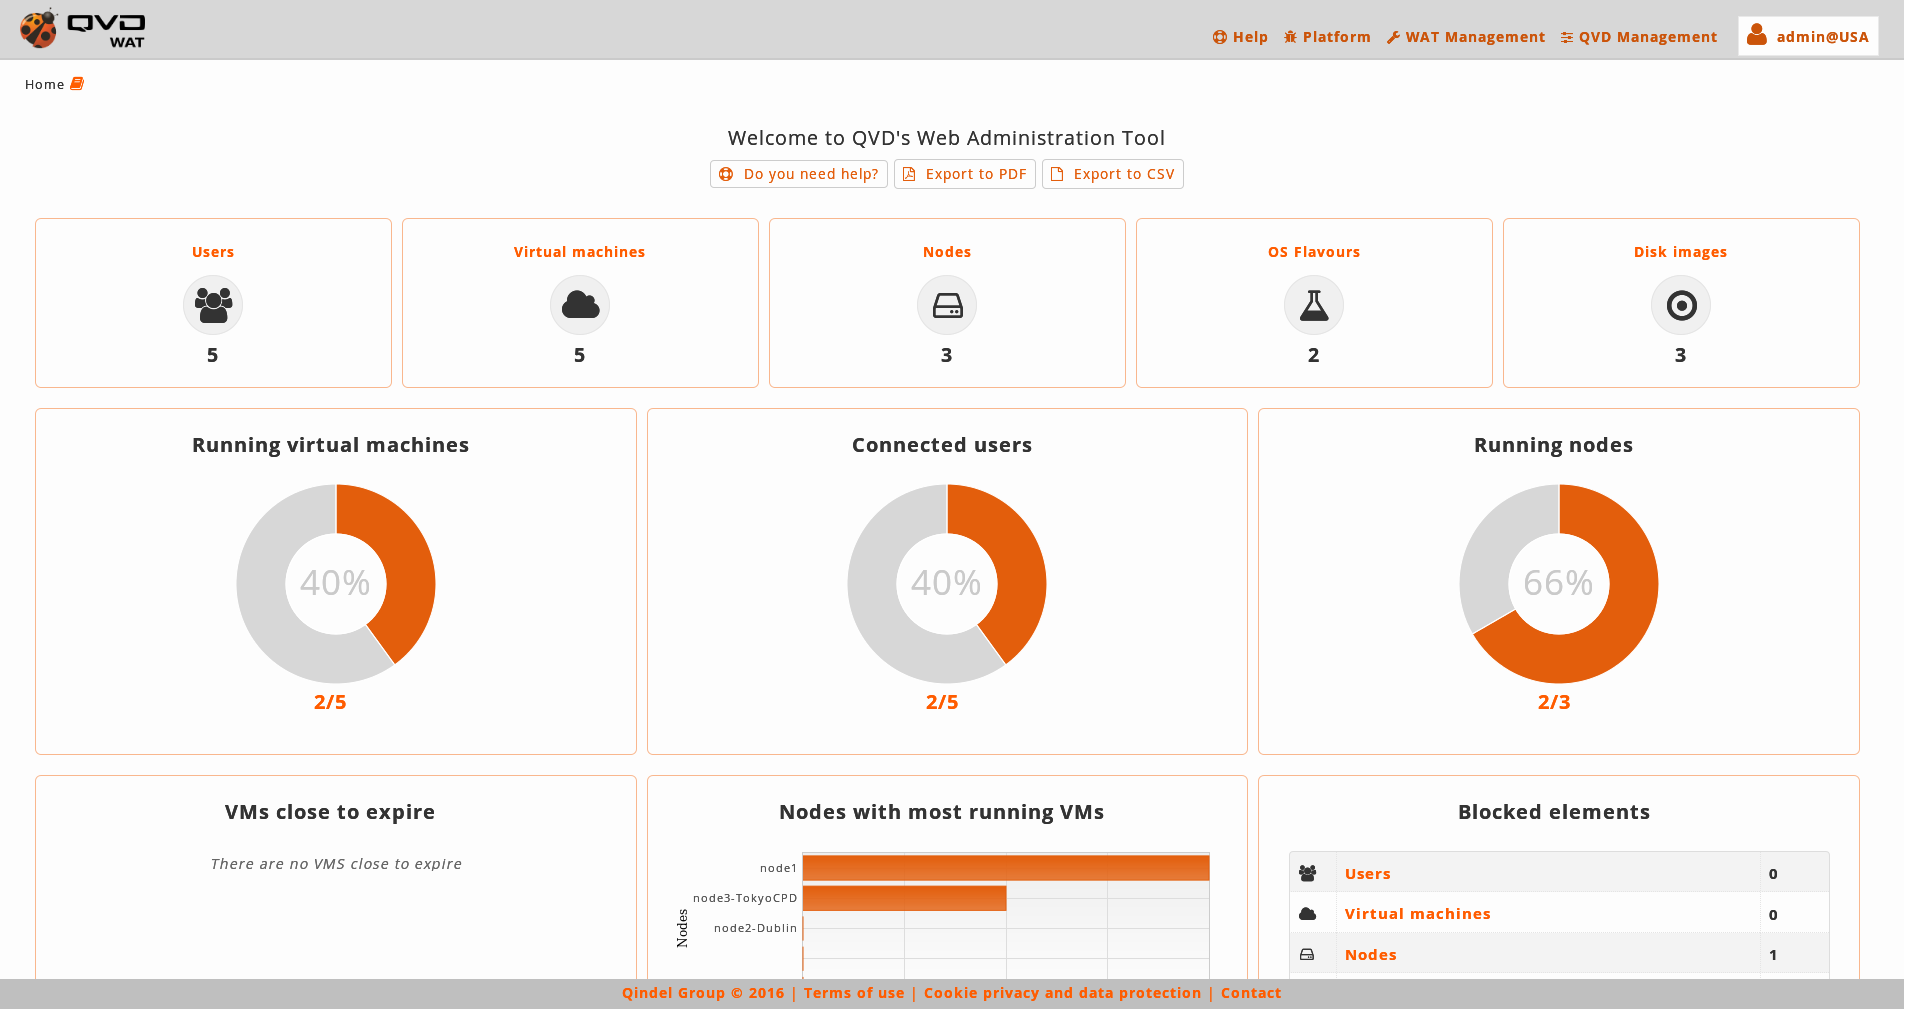 QVD
WAT
Help Platform WAT Management QVD Management admin@USA
Home
Welcome to QVD's Web Administration Tool
Do you need help? Export to PDF Export to CSV
Users Virtual machines Nodes OS Flavours Disk images
5 5 3 2 3
Running virtual machines Connected users Running nodes
40% 40% 66%
2/5 2/5 2/3
VMs close to expire Nodes with most running VMs Blocked elements
There are no VMS close to expire
Nodes
node1
node3-TokyoCPD
node2-Dublin
Users 0
Virtual machines 0
Nodes 1
Qindel Group © 2016 | Terms of use | Cookie privacy and data protection | Contact